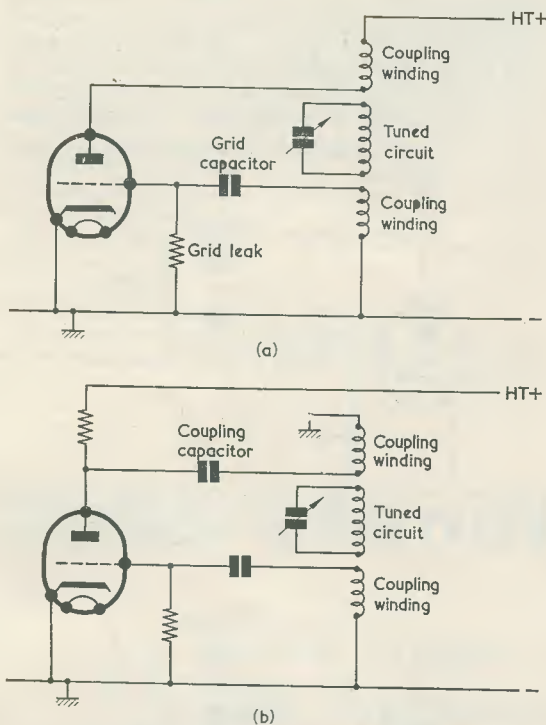 HT+
Coupling
winding
Tuned
circuit
Grid
capacitor
Coupling
winding
Grid leak
(a)
HT+
Coupling
capacitor
Coupling
winding
Tuned
circuit
Coupling
winding
(b)